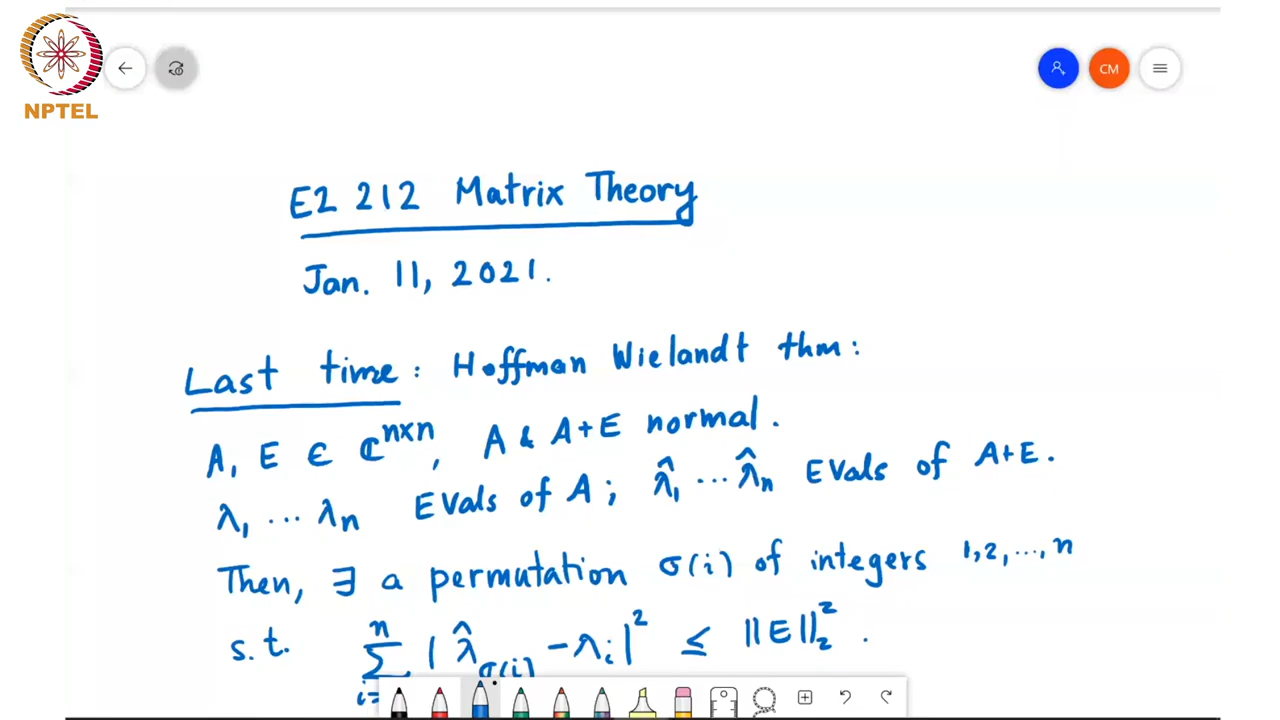 NPTEL
CM
E2 212 Matrix Theory
Jan. 11, 2021.
Last time: Hoffman Wielandt thm:
A, E ∈ ℂ^{n×n}, A & A+E normal.
λ₁ ... λₙ Evals of A; λ̂₁ ... λ̂ₙ Evals of A+E.
Then, ∃ a permutation σ(i) of integers 1,2,...,n
s.t. ∑_{i=}^{n} |λ̂_{σ(i)} - λᵢ|² ≤ ||E||₂².